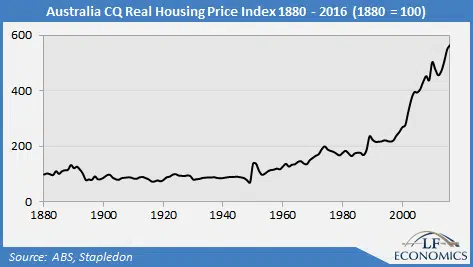 Australia CQ Real Housing Price Index 1880 - 2016 (1880 = 100)
600
400
200
0
1880 1900 1920 1940 1960 1980 2000
LF
ECONOMICS
Source: ABS, Stapledon